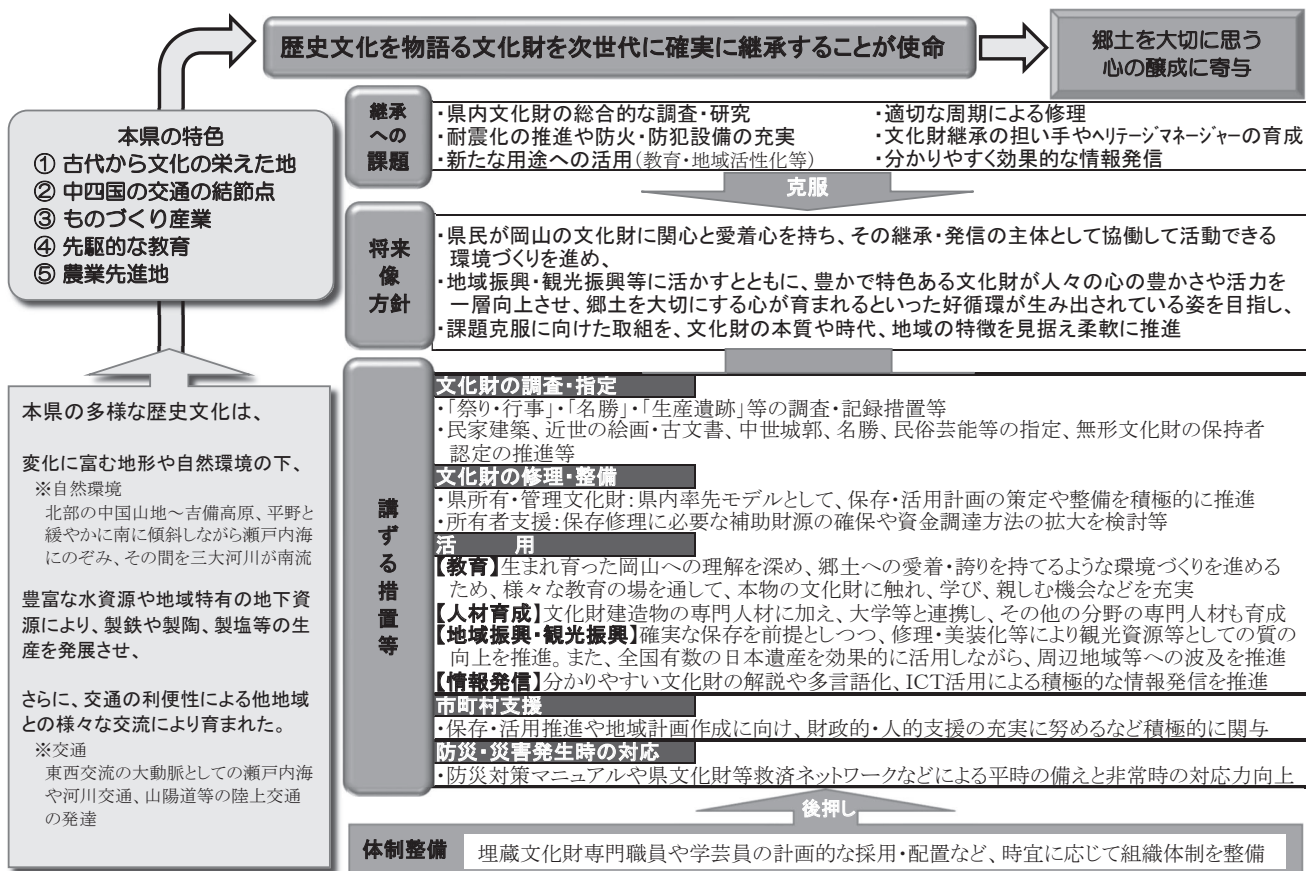 歴史文化を物語る文化財を次世代に確実に継承することが使命
郷土を大切に思う
心の醸成に寄与
本県の特色
① 古代から文化の栄えた地
② 中四国の交通の結節点
③ ものづくり産業
④ 先駆的な教育
⑤ 農業先進地
本県の多様な歴史文化は、
変化に富む地形や自然環境の下、
※自然環境
北部の中国山地～吉備高原、平野と
緩やかに南に傾斜しながら瀬戸内海
にのぞみ、その間を三大河川が南流
豊富な水資源や地域特有の地下資
源により、製鉄や製陶、製塩等の生
産を発展させ、
さらに、交通の利便性による他地域
との様々な交流により育まれた。
※交通
東西交流の大動脈としての瀬戸内海
や河川交通、山陽道等の陸上交通
の発達
継承
への
課題
・県内文化財の総合的な調査・研究
・耐震化の推進や防火・防犯設備の充実
・新たな用途への活用(教育・地域活性化等)
・適切な周期による修理
・文化財継承の担い手やヘリテージマネージャーの育成
・分かりやすく効果的な情報発信
克服
将来
像
方針
・県民が岡山の文化財に関心と愛着心を持ち、その継承・発信の主体として協働して活動できる
環境づくりを進め、
・地域振興・観光振興等に活かすとともに、豊かで特色ある文化財が人々の心の豊かさや活力を
一層向上させ、郷土を大切にする心が育まれるといった好循環が生み出されている姿を目指し、
・課題克服に向けた取組を、文化財の本質や時代、地域の特徴を見据え柔軟に推進
講
ず
る
措
置
等
文化財の調査・指定
・「祭り・行事」・「名勝」・「生産遺跡」等の調査・記録措置等
・民家建築、近世の絵画・古文書、中世城郭、名勝、民俗芸能等の指定、無形文化財の保持者
認定の推進等
文化財の修理・整備
・県所有・管理文化財：県内率先モデルとして、保存・活用計画の策定や整備を積極的に推進
・所有者支援：保存修理に必要な補助財源の確保や資金調達方法の拡大を検討等
活　　用
【教育】生まれ育った岡山への理解を深め、郷土への愛着・誇りを持てるような環境づくりを進める
ため、様々な教育の場を通して、本物の文化財に触れ、学び、親しむ機会などを充実
【人材育成】文化財建造物の専門人材に加え、大学等と連携し、その他の分野の専門人材も育成
【地域振興・観光振興】確実な保存を前提としつつ、修理・美装化等により観光資源等としての質の
向上を推進。また、全国有数の日本遺産を効果的に活用しながら、周辺地域等への波及を推進
【情報発信】分かりやすい文化財の解説や多言語化、ICT活用による積極的な情報発信を推進
市町村支援
・保存・活用推進や地域計画作成に向け、財政的・人的支援の充実に努めるなど積極的に関与
防災・災害発生時の対応
・防災対策マニュアルや県文化財等救済ネットワークなどによる平時の備えと非常時の対応力向上
後押し
体制整備
埋蔵文化財専門職員や学芸員の計画的な採用・配置など、時宜に応じて組織体制を整備